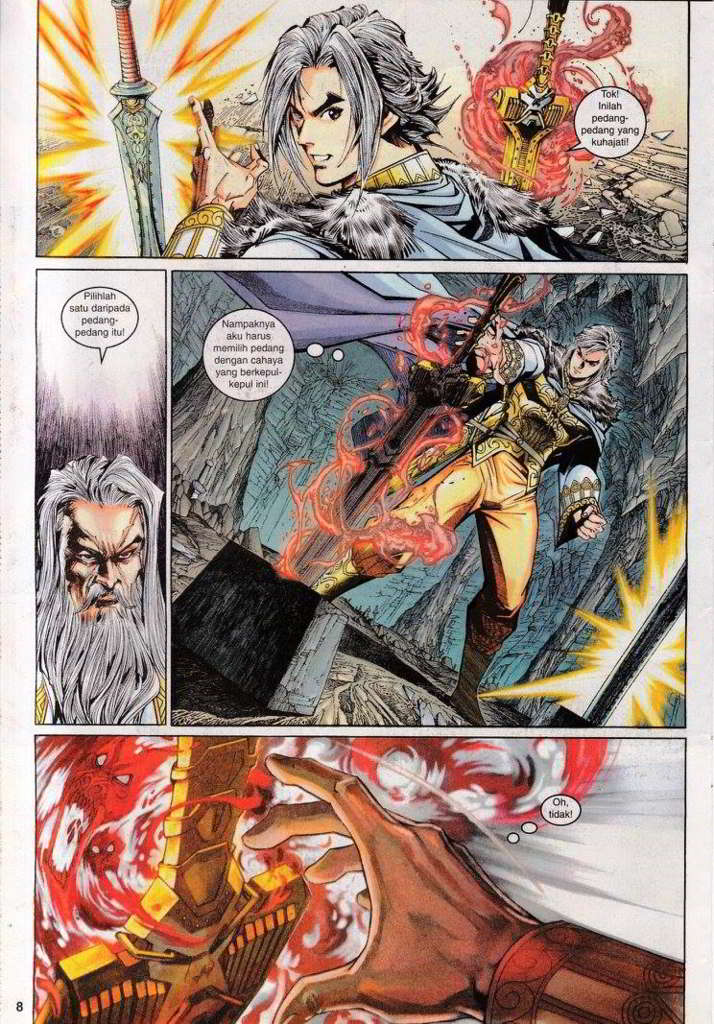 Tok!
Inilah
pedang-
pedang yang
kuhajati!
Pilihlah
satu daripada
pedang-
pedang itu!
Nampaknya
aku harus
memilih pedang
dengan cahaya
yang berkepul-
kepul ini!
Oh,
tidak!
8